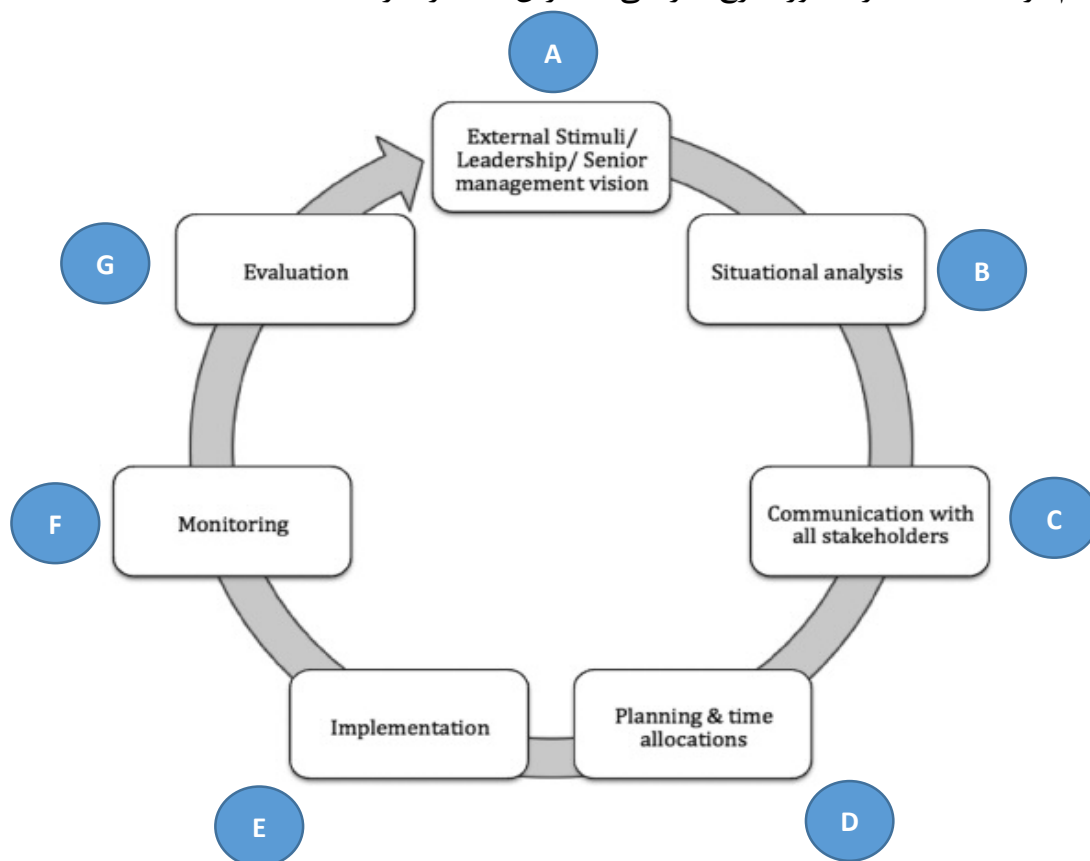 A
External Stimuli/
Leadership/ Senior
management vision
B
Situational analysis
C
Communication with
all stakeholders
D
Planning & time
allocations
E
Implementation
F
Monitoring
G
Evaluation